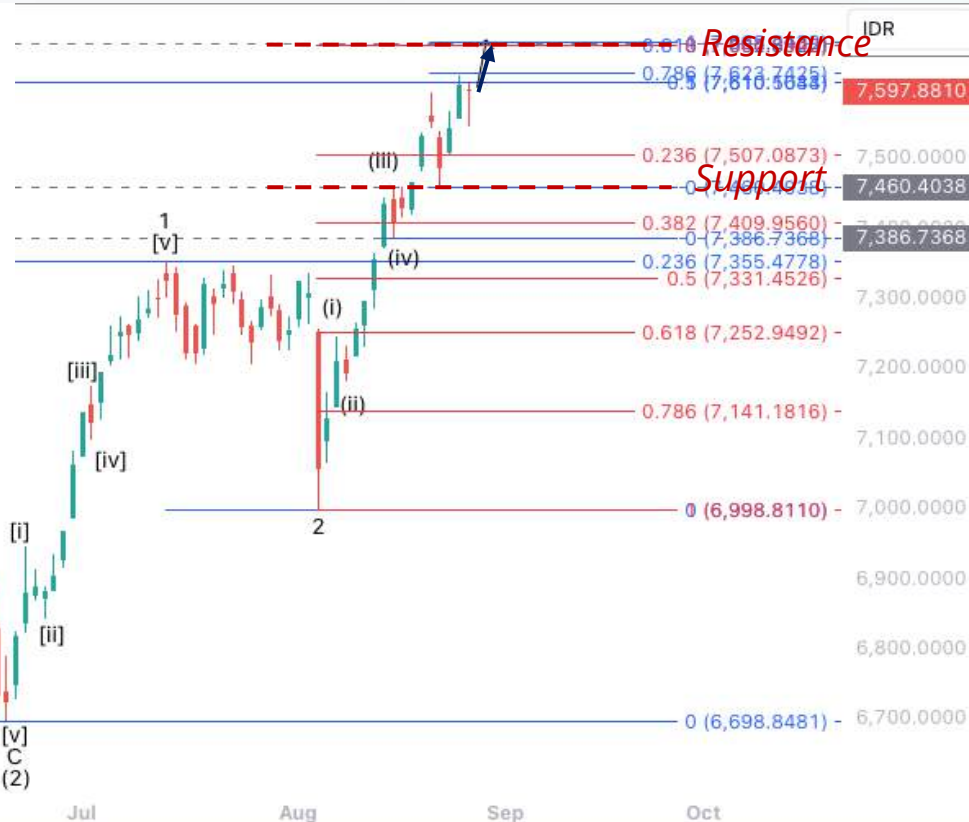 IDR
Resistance
0.786 (7,623.7425)
7,597.8810
0.236 (7,507.0873)
7,500.0000
(iii)
Support
7,460.4038
1
[v]
0.382 (7,409.9560)
0 (7,386.7368)
7,386.7368
(iv)
0.236 (7,355.4778)
0.5 (7,331.4526)
(i)
7,300.0000
0.618 (7,252.9492)
[iii]
7,200.0000
(ii)
0.786 (7,141.1816)
7,100.0000
[iv]
(6,998.8110)
7,000.0000
2
[i]
6,900.0000
[ii]
6,800.0000
0 (6,698.8481)
6,700.0000
[v]
C
(2)
Jul Aug Sep Oct